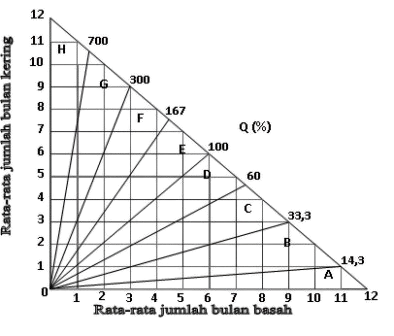 Rata-rata jumlah bulan kering
12
11
10
9
8
7
6
5
4
3
2
1
0
H
700
G
300
F
167
E
Q (%)
100
D
60
C
33,3
B
14,3
A
1 2 3 4 5 6 7 8 9 10 11 12
Rata-rata jumlah bulan basah